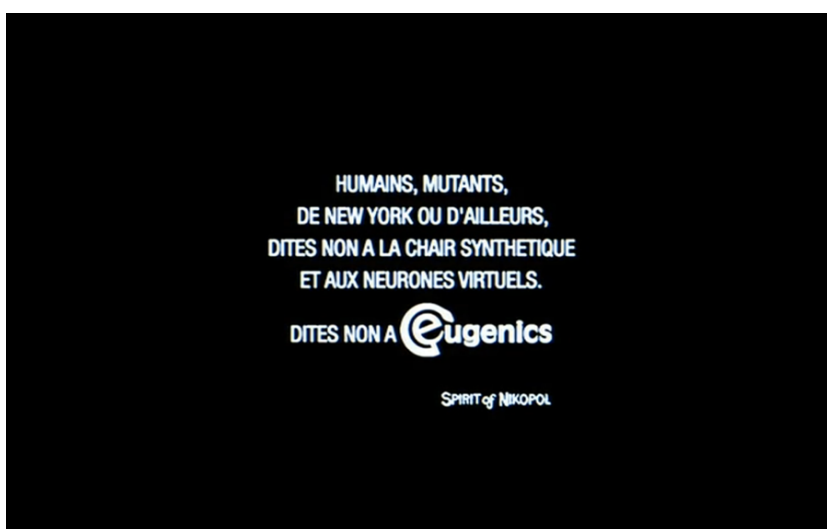 HUMAINS, MUTANTS,
DE NEW YORK OU D'AILLEURS,
DITES NON A LA CHAIR SYNTHETIQUE
ET AUX NEURONES VIRTUELS.
DITES NON A eugenics
SPIRIT of NIKOPOL